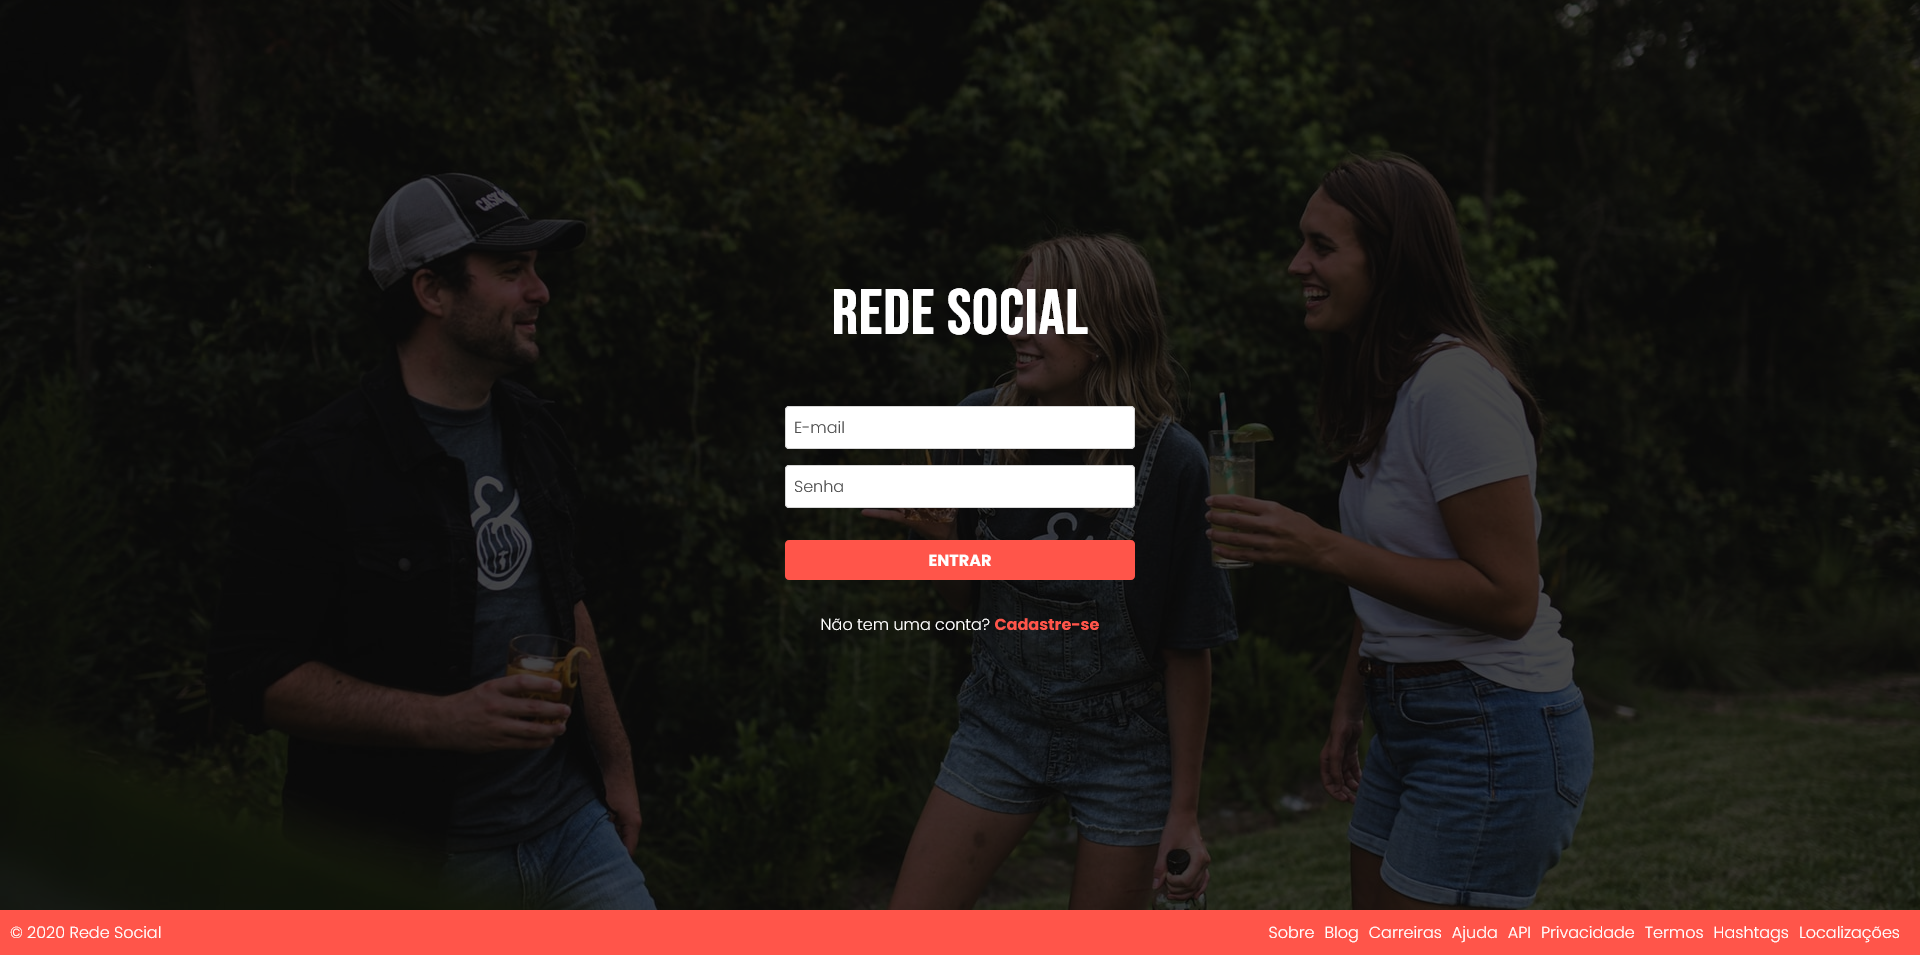 CASK
REDE SOCIAL
E-mail
Senha
ENTRAR
Não tem uma conta? Cadastre-se
© 2020 Rede Social
Sobre Blog Carreiras Ajuda API Privacidade Termos Hashtags Localizações